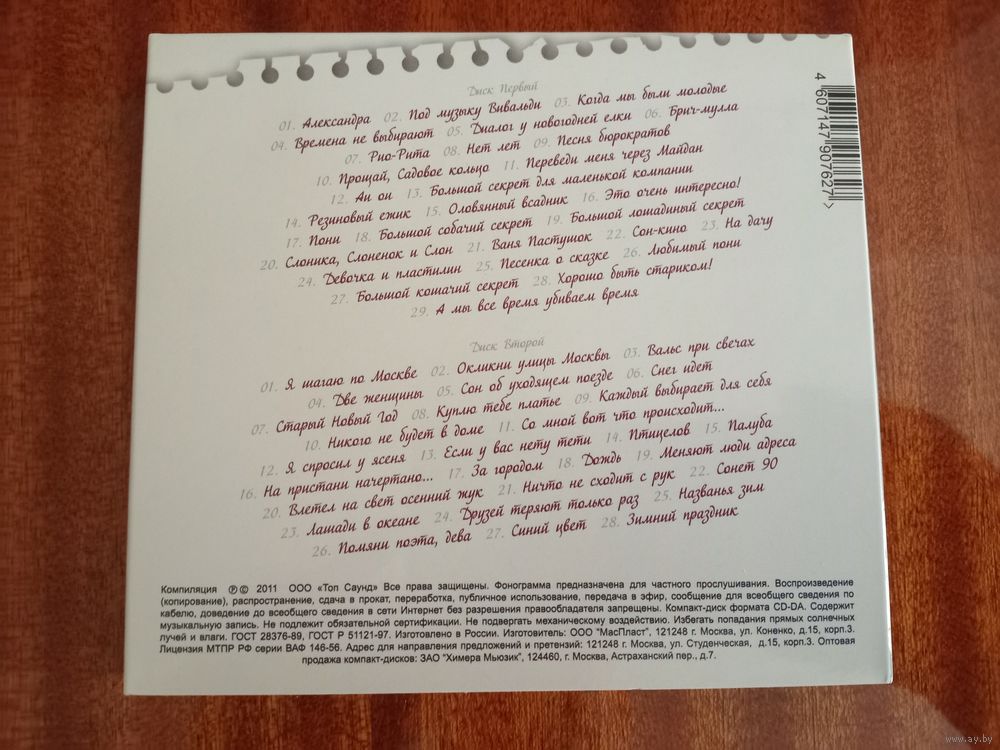 Диск Первый
01. Александра 02. Под музыку Вивальди 03. Когда мы были молодые
04. Времена не выбирают 05. Диалог у новогодней елки 06. Брич-мулла
07. Рио-Рита 08. Нет лет 09. Песня бюрократов
10. Прощай, Садовое кольцо 11. Переведи меня через Майдан
12. Аи ои 13. Большой секрет для маленькой компании
14. Резиновый ежик 15. Оловянный всадник 16. Это очень интересно!
17. Пони 18. Большой собачий секрет 19. Большой лошадиный секрет
20. Слоника, Слоненок и Слон 21. Ваня Пастушок 22. Сон-кино 23. На дачу
24. Девочка и пластилин 25. Песенка о сказке 26. Любимый пони
27. Большой кошачий секрет 28. Хорошо быть стариком!
29. А мы все время убиваем время
Диск Второй
01. Я шагаю по Москве 02. Окликни улицы Москвы 03. Вальс при свечах
04. Две женщины 05. Сон об уходящем поезде 06. Снег идет
07. Старый Новый Год 08. Куплю тебе платье 09. Каждый выбирает для себя
10. Никого не будет в доме 11. Со мной вот что происходит...
12. Я спросил у ясеня 13. Если у вас нету тети 14. Птицелов 15. Палуба
16. На пристани начертано... 17. За городом 18. Дождь 19. Меняют люди адреса
20. Влетел на свет осенний жук 21. Ничто не сходит с рук 22. Сонет 90
23. Лашади в океане 24. Друзей теряют только раз 25. Названья зим
26. Помяни поэта, дева 27. Синий цвет 28. Зимний праздник
4 607147 907627 >
Компиляция ℗© 2011 ООО «Топ Саунд» Все права защищены. Фонограмма предназначена для частного прослушивания. Воспроизведение
(копирование), распространение, сдача в прокат, переработка, публичное использование, передача в эфир, сообщение для всеобщего сведения по
кабелю, доведение до всеобщего сведения в сети Интернет без разрешения правообладателя запрещены. Компакт-диск формата CD-DA. Содержит
музыкальную запись. Не подлежит обязательной сертификации. Не подвергать механическому воздействию. Избегать попадания прямых солнечных
лучей и влаги. ГОСТ 28376-89, ГОСТ Р 51121-97. Изготовлено в России. Изготовитель: ООО "МасПласт", 121248 г. Москва, ул. Коненко, д.15, корп.3.
Лицензия МТПР РФ серии ВАФ 146-56. Адрес для направления предложений и претензий: 121248 г. Москва, ул. Студенческая, д.15, корп.3. Оптовая
продажа компакт-дисков: ЗАО "Химера Мьюзик", 124460, г. Москва, Астраханский пер., д.7.
www.ay.by